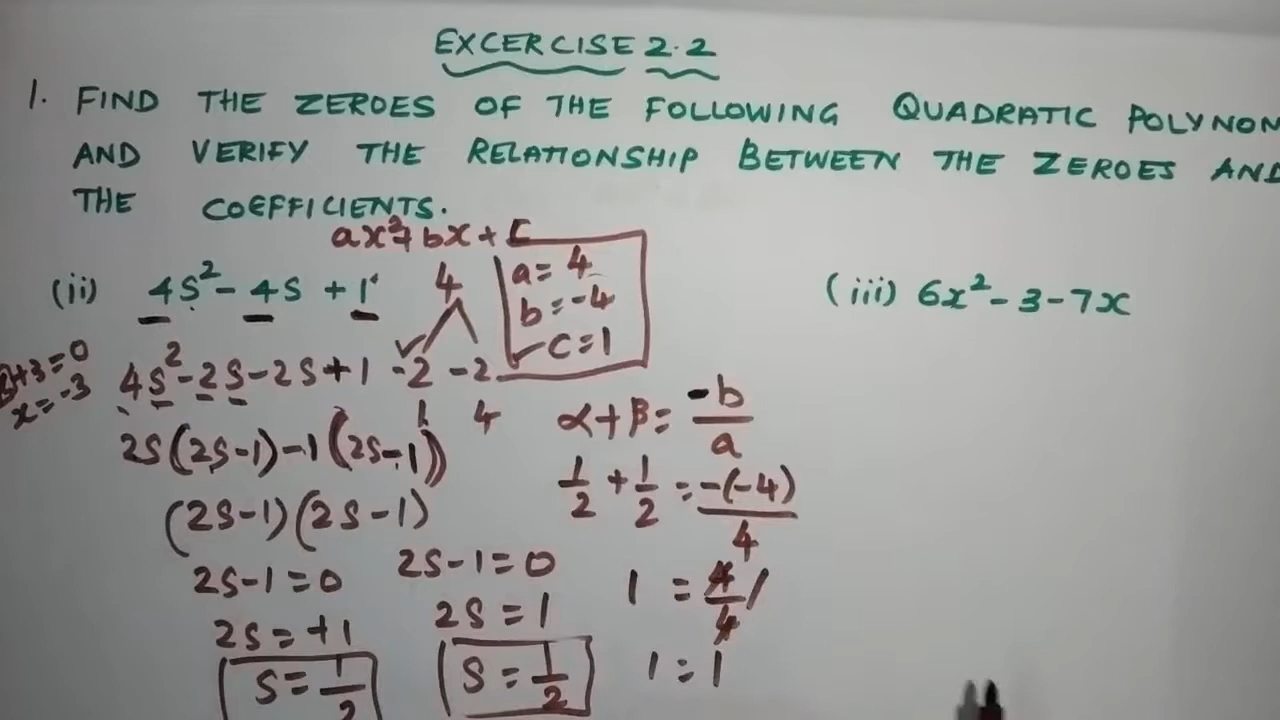 EXCERCISE 2.2
1. FIND THE ZEROES OF THE FOLLOWING QUADRATIC POLYNOM
AND VERIFY THE RELATIONSHIP BETWEEN THE ZEROES AND
THE COEFFICIENTS.
ax²+bx+c
(ii) 4s²-4s+1
4
-2 -2
1 4
a=4
b=-4
c=1
+3=0
x=-3
4s²-2s-2s+1
2s(2s-1)-1(2s-1)
(2s-1)(2s-1)
2s-1=0
2s=+1
s=1/2
2s-1=0
2s=1
s=1/2
α+β=-b/a
1/2+1/2=-(-4)/4
1=4/4 1
1=1
(iii) 6x²-3-7x